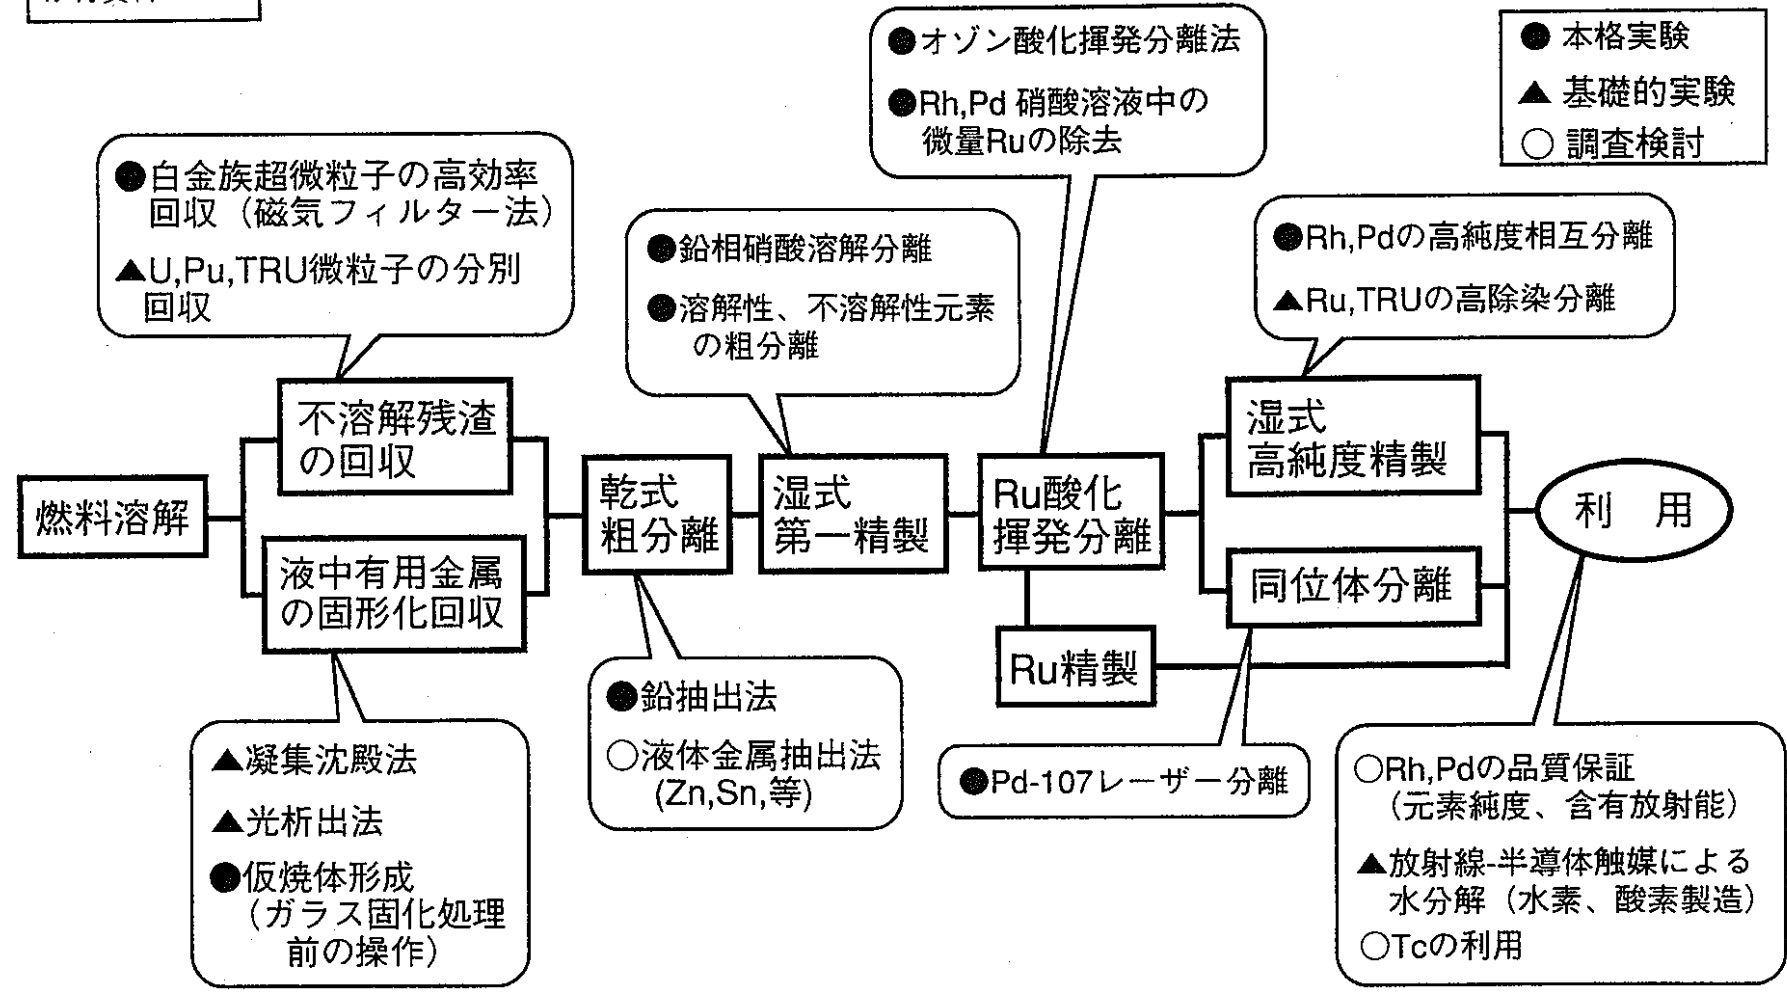 ●オゾン酸化揮発分離法
●Rh,Pd 硝酸溶液中の
微量Ruの除去
● 本格実験
▲ 基礎的実験
○ 調査検討
●白金族超微粒子の高効率
回収（磁気フィルター法）
▲U,Pu,TRU微粒子の分別
回収
●鉛相硝酸溶解分離
●溶解性、不溶解性元素
の粗分離
●Rh,Pdの高純度相互分離
▲Ru,TRUの高除染分離
燃料溶解
不溶解残渣
の回収
液中有用金属
の固形化回収
乾式
粗分離
湿式
第一精製
Ru酸化
揮発分離
湿式
高純度精製
同位体分離
Ru精製
利　用
▲凝集沈殿法
▲光析出法
●仮焼体形成
（ガラス固化処理
前の操作）
●鉛抽出法
○液体金属抽出法
(Zn,Sn,等)
●Pd-107レーザー分離
○Rh,Pdの品質保証
（元素純度、含有放射能）
▲放射線-半導体触媒による
水分解（水素、酸素製造）
○Tcの利用